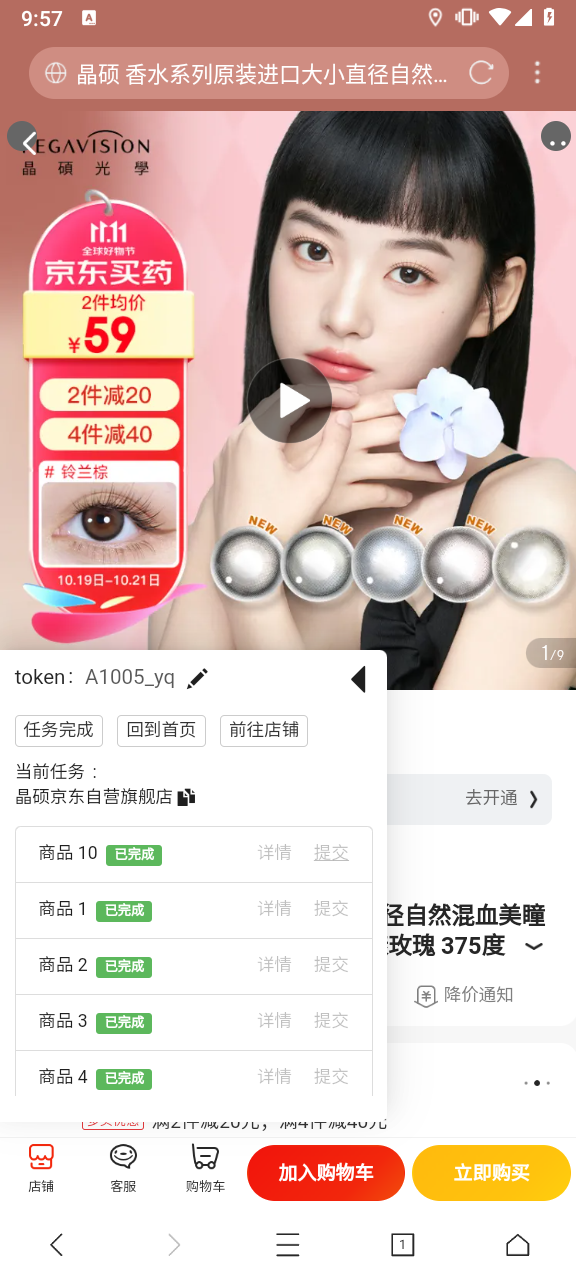 9:57
A
晶硕 香水系列原装进口大小直径自然...
EGAVISION
晶碩光學
11.11
全球好物节
京东买药
2件均价
¥59
2件减20
4件减40
# 铃兰棕
10.19日-10.21日
NEW NEW NEW NEW
1/9
token: A1005_yq
任务完成 回到首页 前往店铺
当前任务 :
晶硕京东自营旗舰店
去开通
商品 10 已完成 详情 提交
商品 1 已完成 详情 提交
径自然混血美瞳
玫瑰 375度
商品 2 已完成 详情 提交
降价通知
商品 3 已完成 详情 提交
商品 4 已完成 详情 提交
满2件减20元，满4件减40元
店铺 客服 购物车 加入购物车 立即购买
1